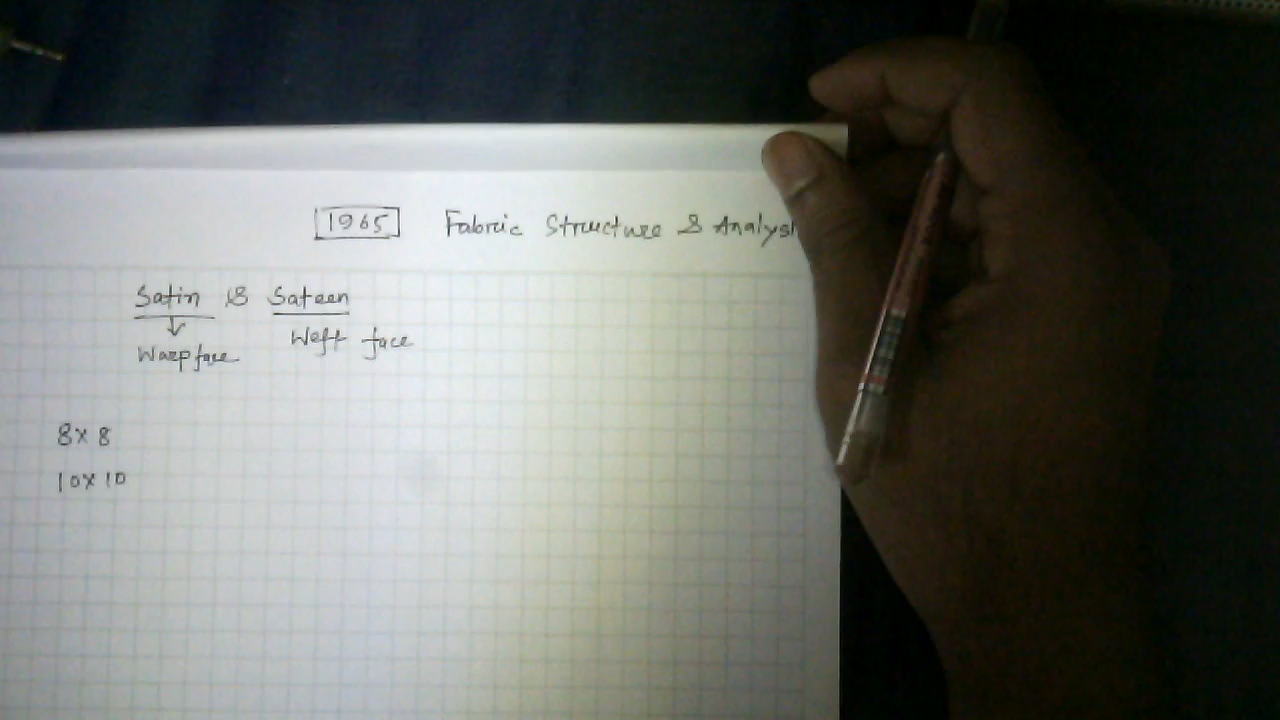 1965 Fabric Structure & Analysi
Satin & Sateen
Warp face Weft face
8x8
10x10